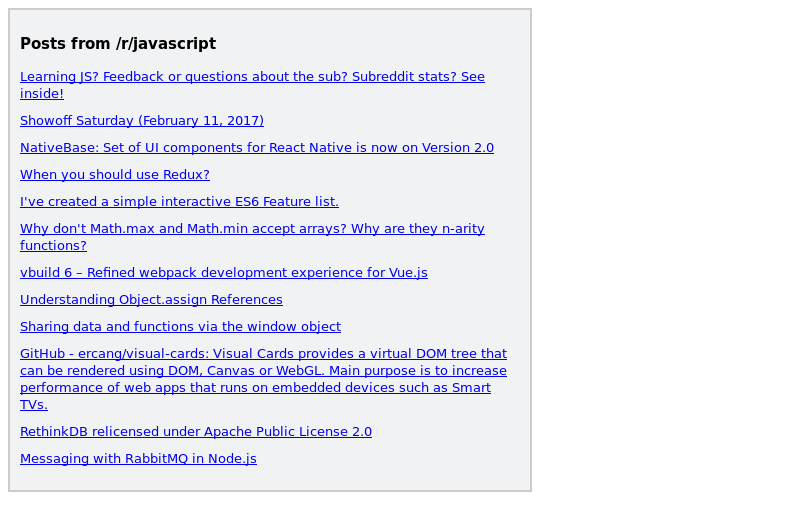 Posts from /r/javascript
Learning JS? Feedback or questions about the sub? Subreddit stats? See
inside!
Showoff Saturday (February 11, 2017)
NativeBase: Set of UI components for React Native is now on Version 2.0
When you should use Redux?
I've created a simple interactive ES6 Feature list.
Why don't Math.max and Math.min accept arrays? Why are they n-arity
functions?
vbuild 6 – Refined webpack development experience for Vue.js
Understanding Object.assign References
Sharing data and functions via the window object
GitHub - ercang/visual-cards: Visual Cards provides a virtual DOM tree that
can be rendered using DOM, Canvas or WebGL. Main purpose is to increase
performance of web apps that runs on embedded devices such as Smart
TVs.
RethinkDB relicensed under Apache Public License 2.0
Messaging with RabbitMQ in Node.js